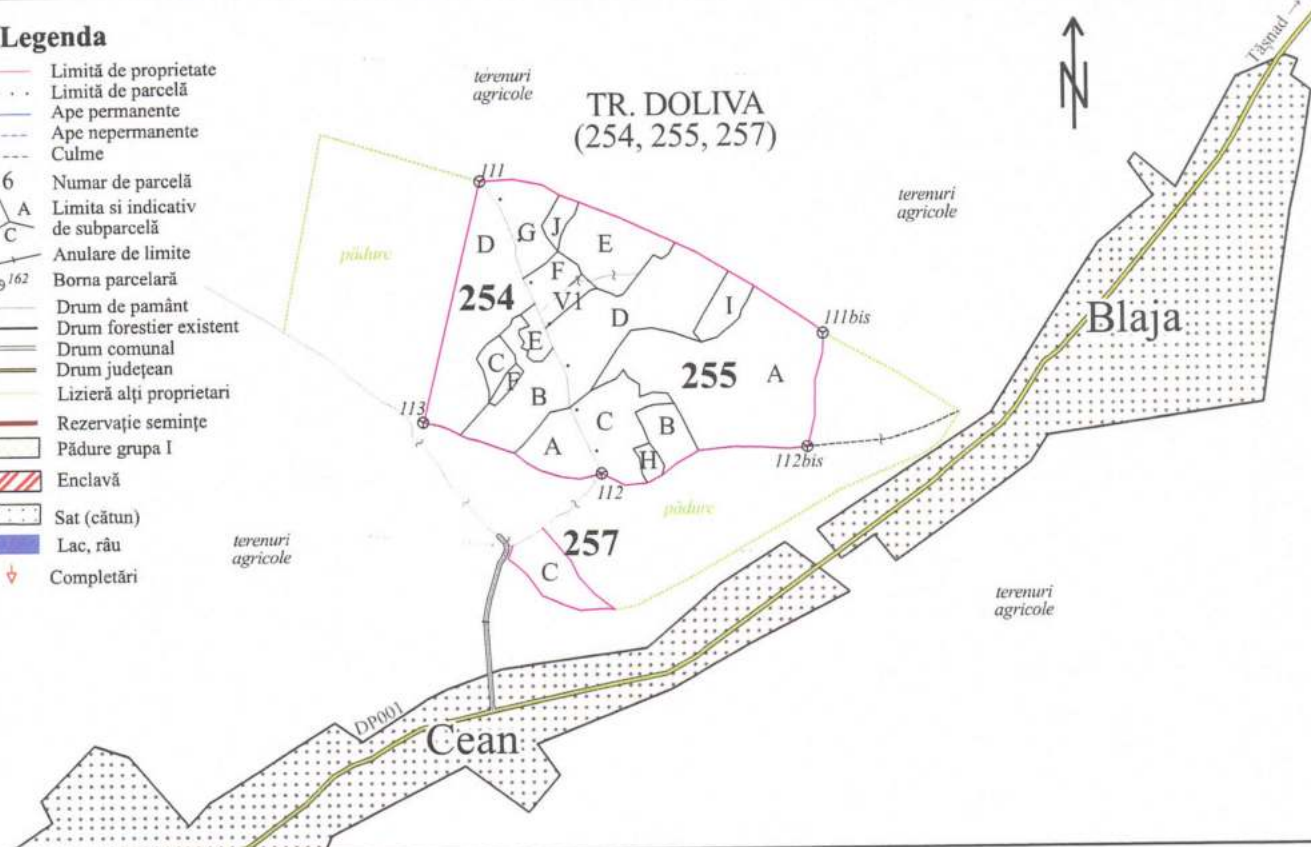 Legenda
Limită de proprietate
Limită de parcelă
Ape permanente
Ape nepermanente
Culme
6 Numar de parcelă
A
C
Limita si indicativ
de subparcelă
Anulare de limite
162 Borna parcelară
Drum de pamânt
Drum forestier existent
Drum comunal
Drum județean
Lizieră alți proprietari
Rezervație semințe
Pădure grupa I
Enclavă
Sat (cătun)
Lac, râu
Completări
terenuri
agricole
TR. DOLIVA
(254, 255, 257)
N
Tășnad →
terenuri
agricole
pădure
111
D
G
J
E
F
V1
254
D
I
111bis
Blaja
E
C
F
B
255
A
113
C
B
A
H
112
112bis
pădure
257
C
terenuri
agricole
terenuri
agricole
DP001
Cean